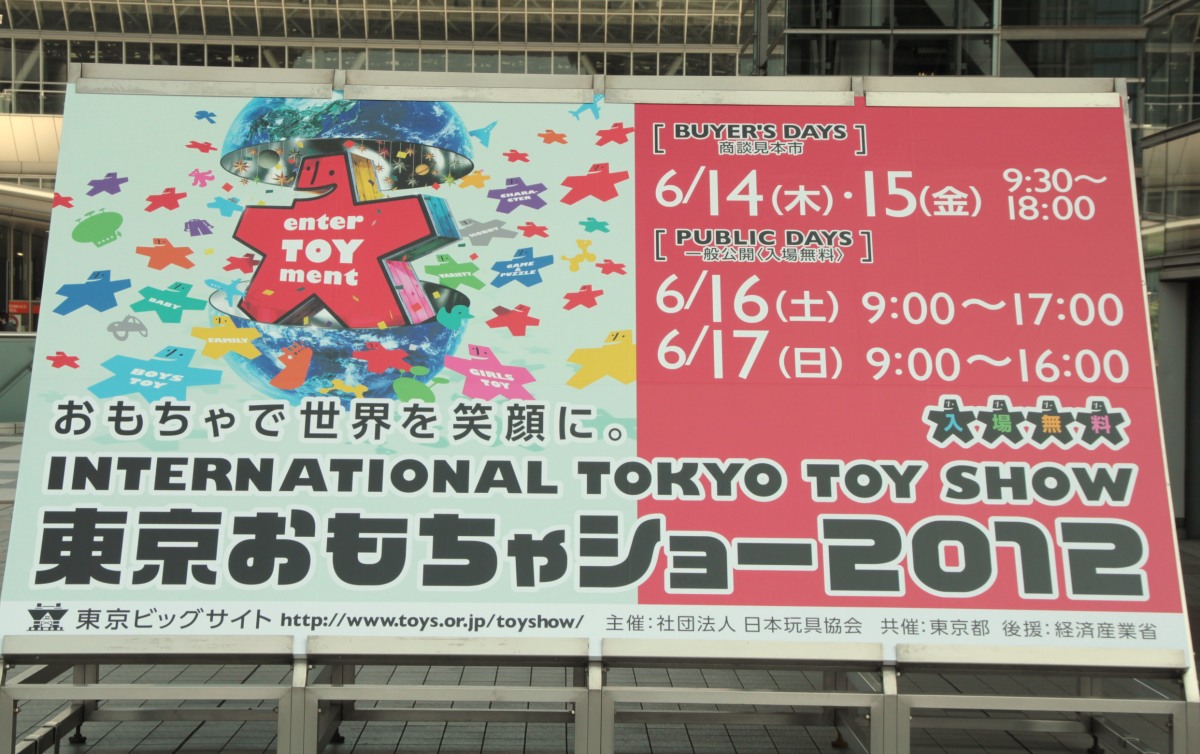 enter
TOY
ment
CHARA-
CTER
HOBBY
VARIETY
GAME
& PUZZLE
BABY
FAMILY
BOYS
TOY
GIRLS
TOY
[ BUYER'S DAYS ]
商談見本市
6/14(木)・15(金) 9:30～
18:00
[ PUBLIC DAYS ]
一般公開〈入場無料〉
6/16(土) 9:00～17:00
6/17(日) 9:00～16:00
入・場・無・料
おもちゃで世界を笑顔に。
INTERNATIONAL TOKYO TOY SHOW
東京おもちゃショー2012
東京ビッグサイト http://www.toys.or.jp/toyshow/ 主催:社団法人 日本玩具協会 共催:東京都 後援:経済産業省